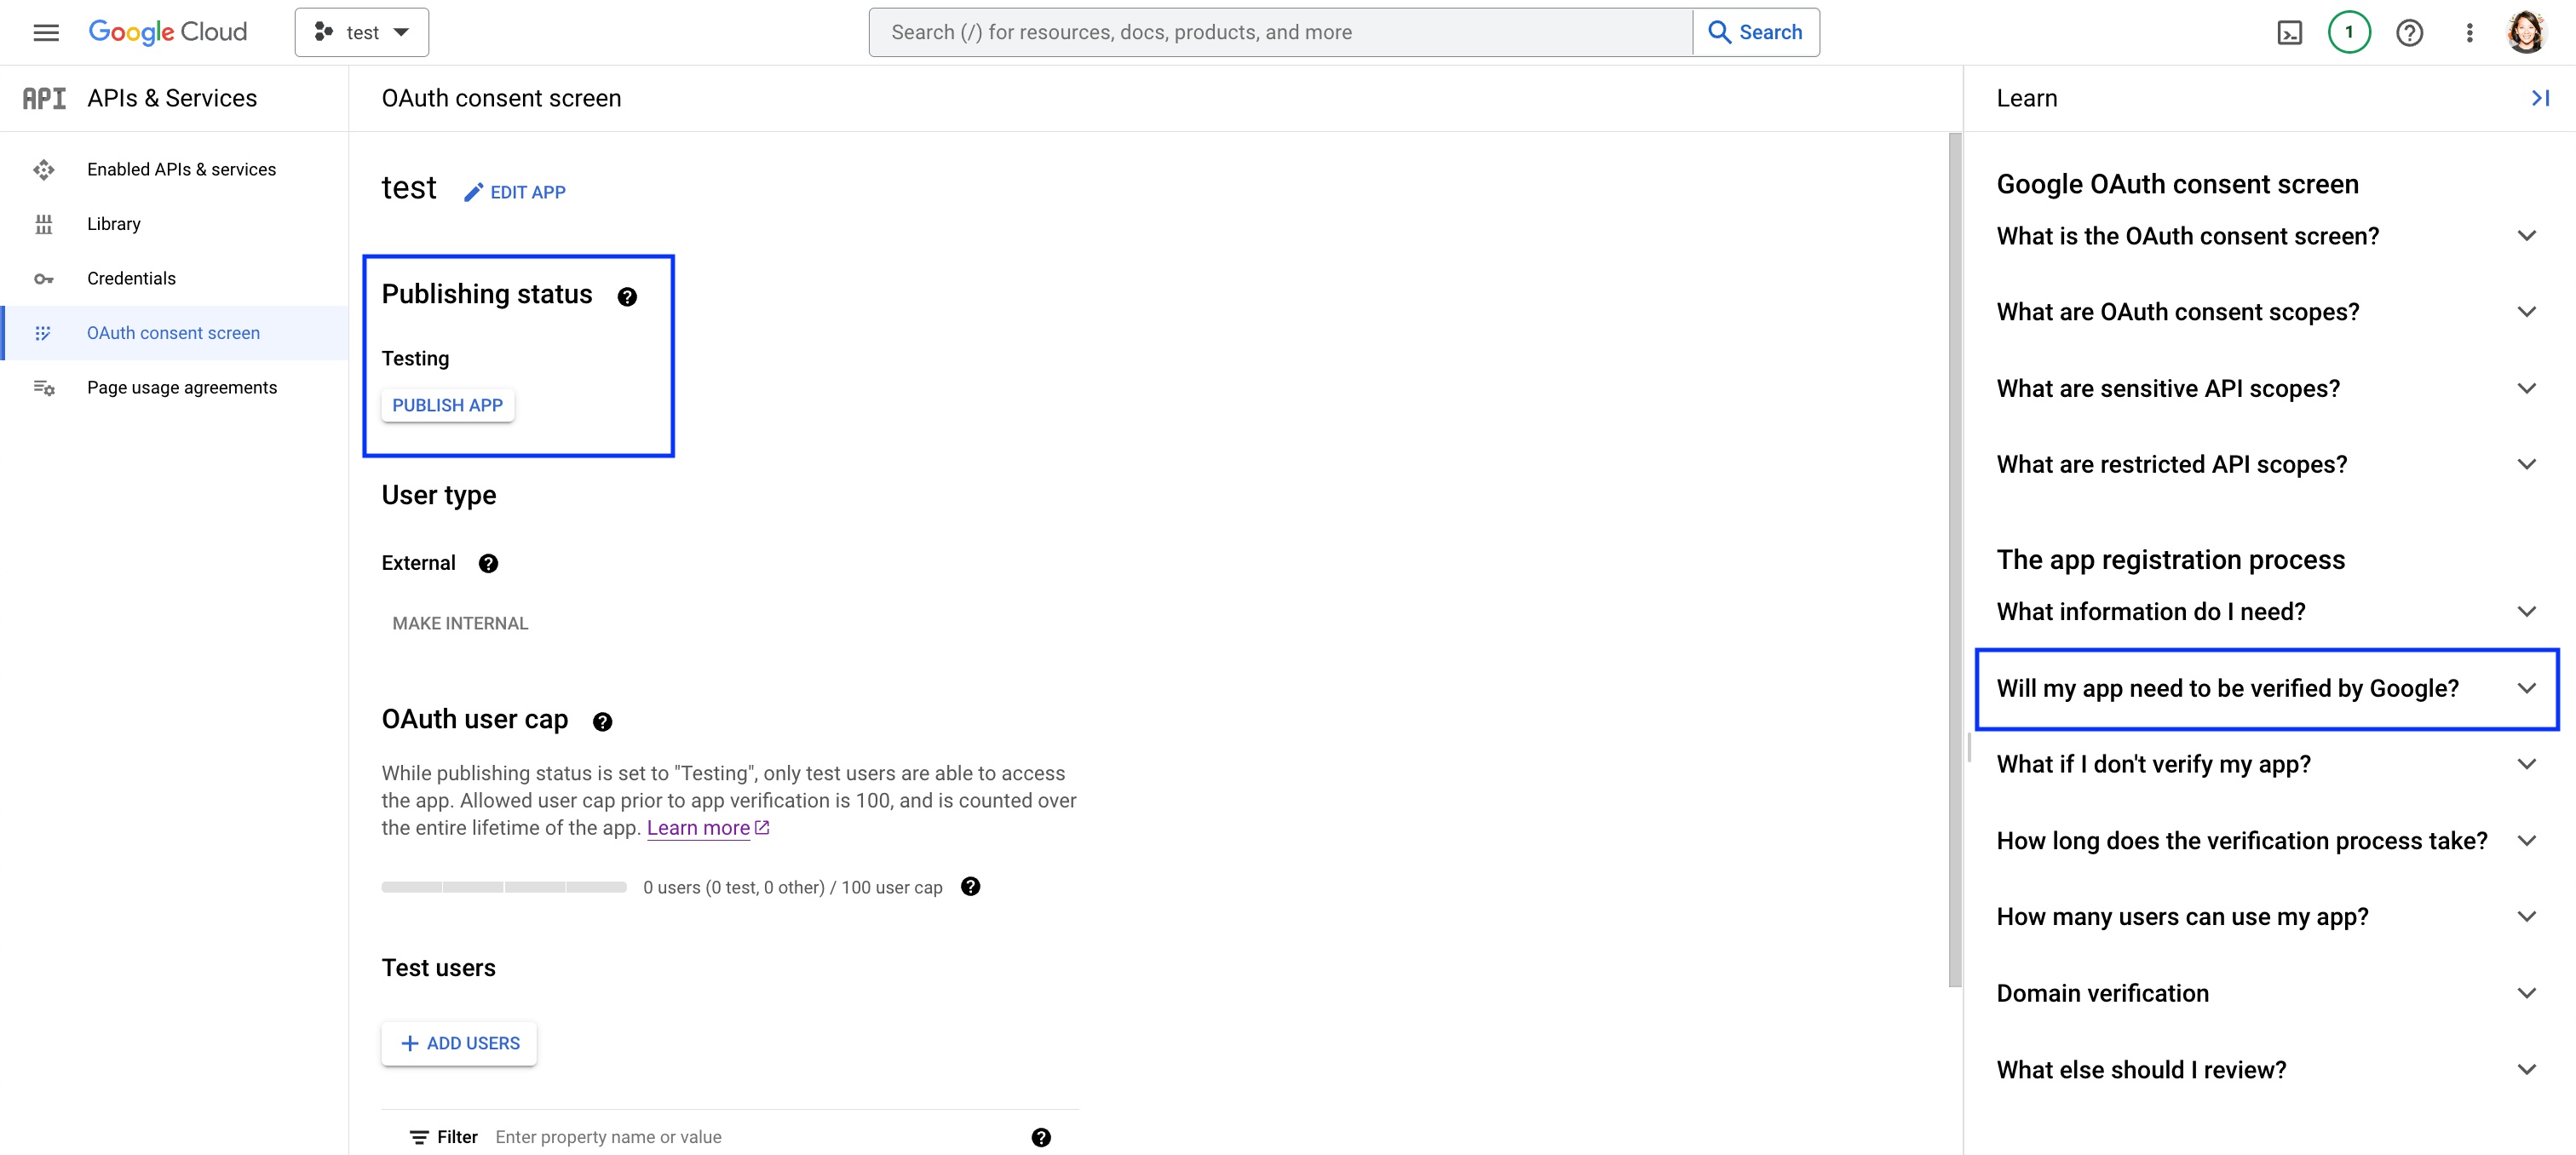 Google Cloud
test
Search (/) for resources, docs, products, and more
Search
1
API
APIs & Services
Enabled APIs & services
Library
Credentials
OAuth consent screen
Page usage agreements
OAuth consent screen
test
EDIT APP
Publishing status
Testing
PUBLISH APP
User type
External
MAKE INTERNAL
OAuth user cap
While publishing status is set to "Testing", only test users are able to access
the app. Allowed user cap prior to app verification is 100, and is counted over
the entire lifetime of the app. Learn more
0 users (0 test, 0 other) / 100 user cap
Test users
ADD USERS
Filter Enter property name or value
Learn
Google OAuth consent screen
What is the OAuth consent screen?
What are OAuth consent scopes?
What are sensitive API scopes?
What are restricted API scopes?
The app registration process
What information do I need?
Will my app need to be verified by Google?
What if I don't verify my app?
How long does the verification process take?
How many users can use my app?
Domain verification
What else should I review?